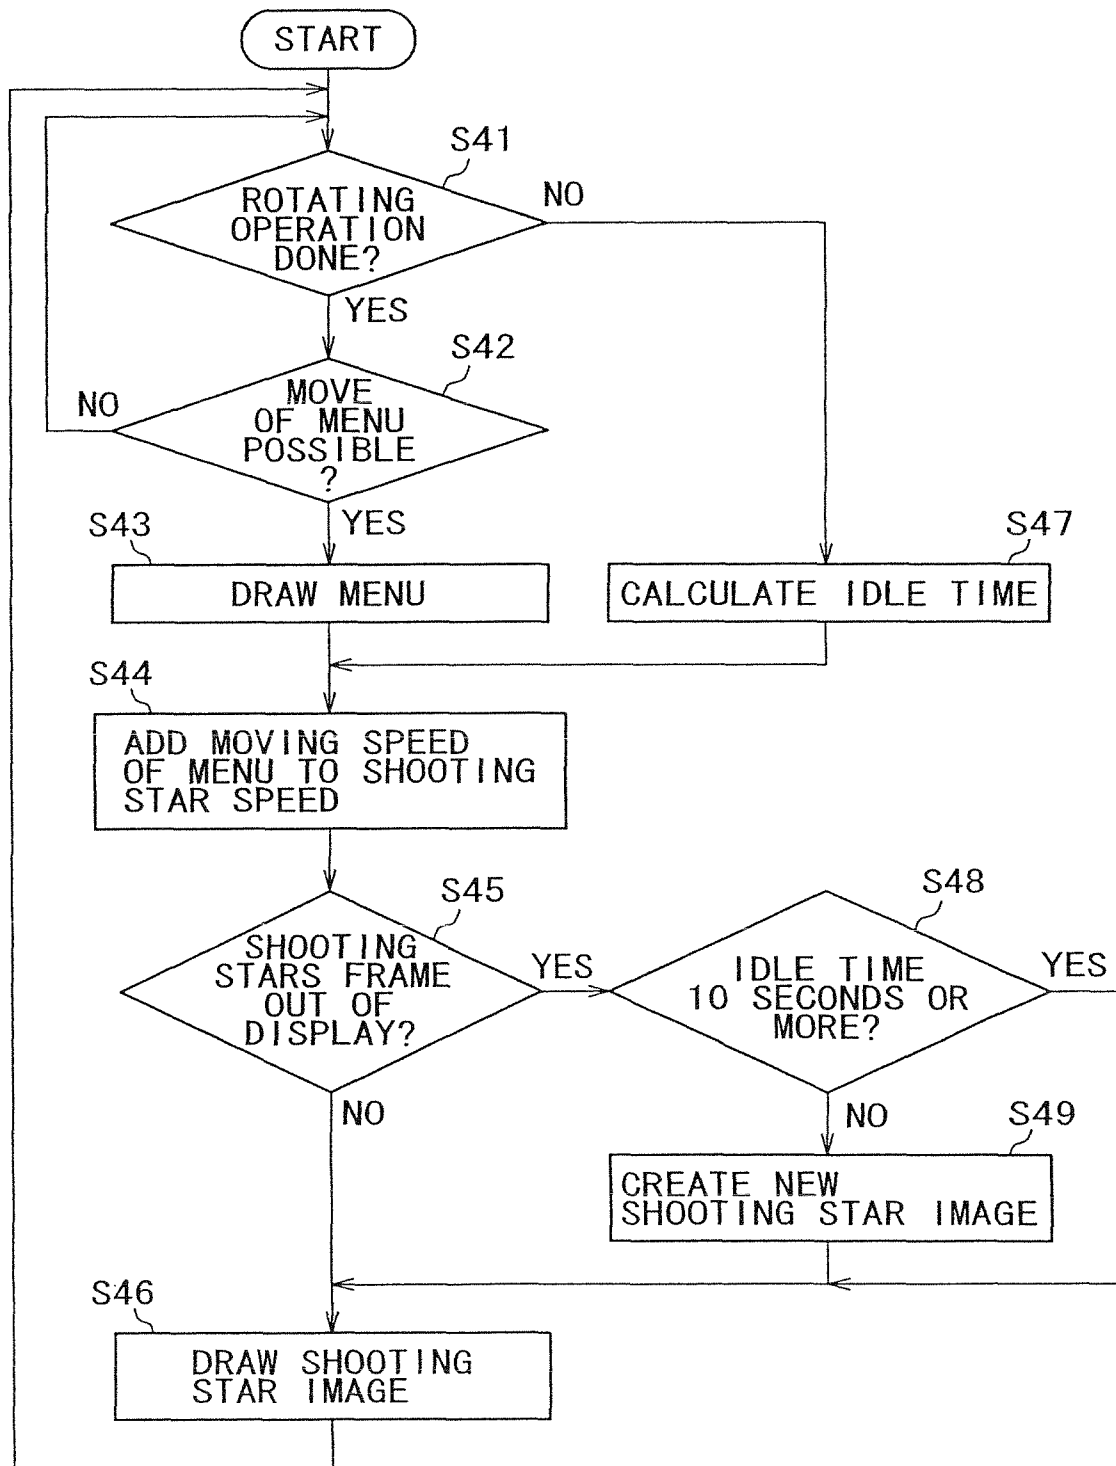 START
S41
ROTATING
OPERATION
DONE?
NO
YES
S42
MOVE
OF MENU
POSSIBLE
?
NO
YES
S43
DRAW MENU
S47
CALCULATE IDLE TIME
S44
ADD MOVING SPEED
OF MENU TO SHOOTING
STAR SPEED
S45
SHOOTING
STARS FRAME
OUT OF
DISPLAY?
YES
NO
S48
IDLE TIME
10 SECONDS OR
MORE?
YES
NO
S49
CREATE NEW
SHOOTING STAR IMAGE
S46
DRAW SHOOTING
STAR IMAGE